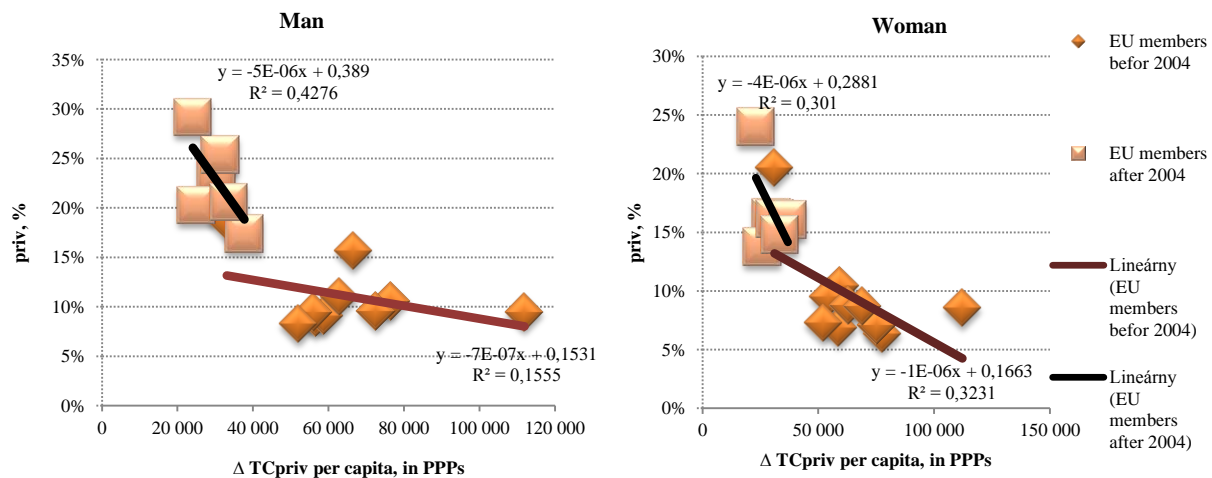 Man
35%
30%
25%
20%
15%
10%
5%
0%
priv, %
y = -5E-06x + 0,389
R² = 0,4276
y = -7E-07x + 0,1531
R² = 0,1555
0
20 000
40 000
60 000
80 000
100 000
120 000
Δ TCpriv per capita, in PPPs
Woman
30%
25%
20%
15%
10%
5%
0%
priv, %
y = -4E-06x + 0,2881
R² = 0,301
y = -1E-06x + 0,1663
R² = 0,3231
0
50 000
100 000
150 000
Δ TCpriv per capita, in PPPs
EU members
befor 2004
EU members
after 2004
Lineárny
(EU
members
befor 2004)
Lineárny
(EU
members
after 2004)